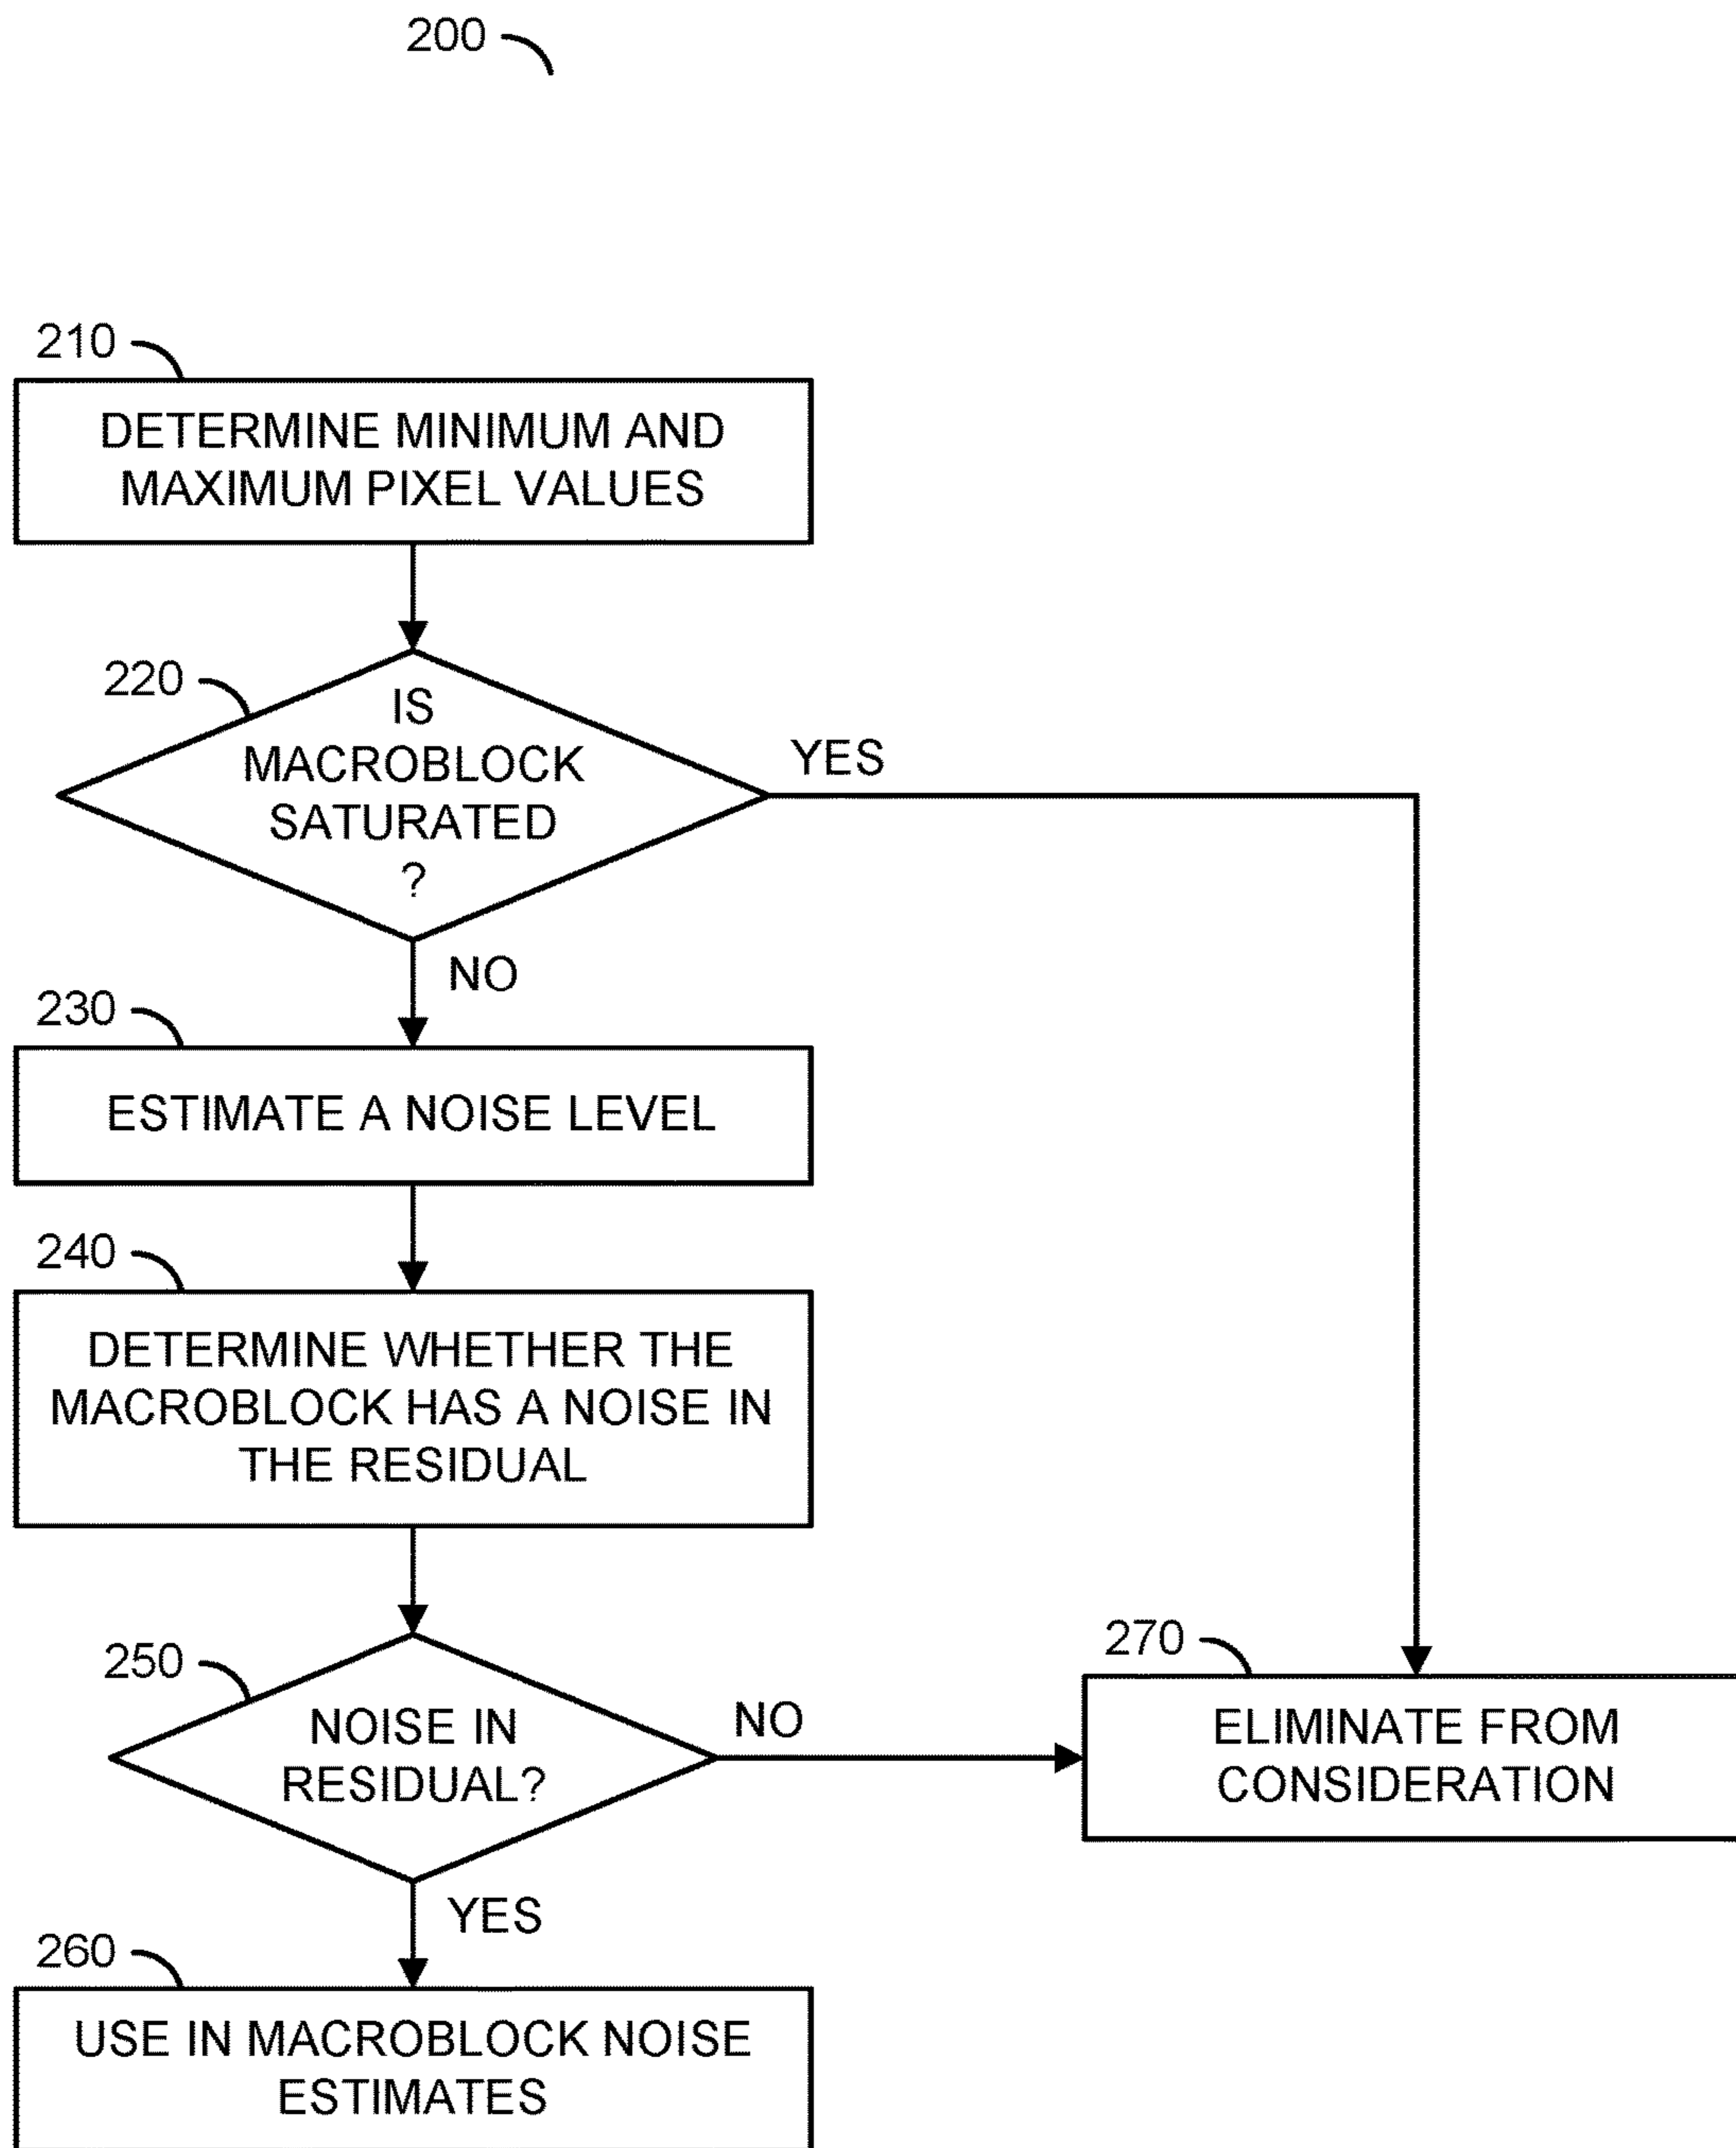 200
210
DETERMINE MINIMUM AND
MAXIMUM PIXEL VALUES
220
IS
MACROBLOCK
SATURATED
?
YES
NO
230
ESTIMATE A NOISE LEVEL
240
DETERMINE WHETHER THE
MACROBLOCK HAS A NOISE IN
THE RESIDUAL
250
NOISE IN
RESIDUAL?
NO
270
ELIMINATE FROM
CONSIDERATION
YES
260
USE IN MACROBLOCK NOISE
ESTIMATES